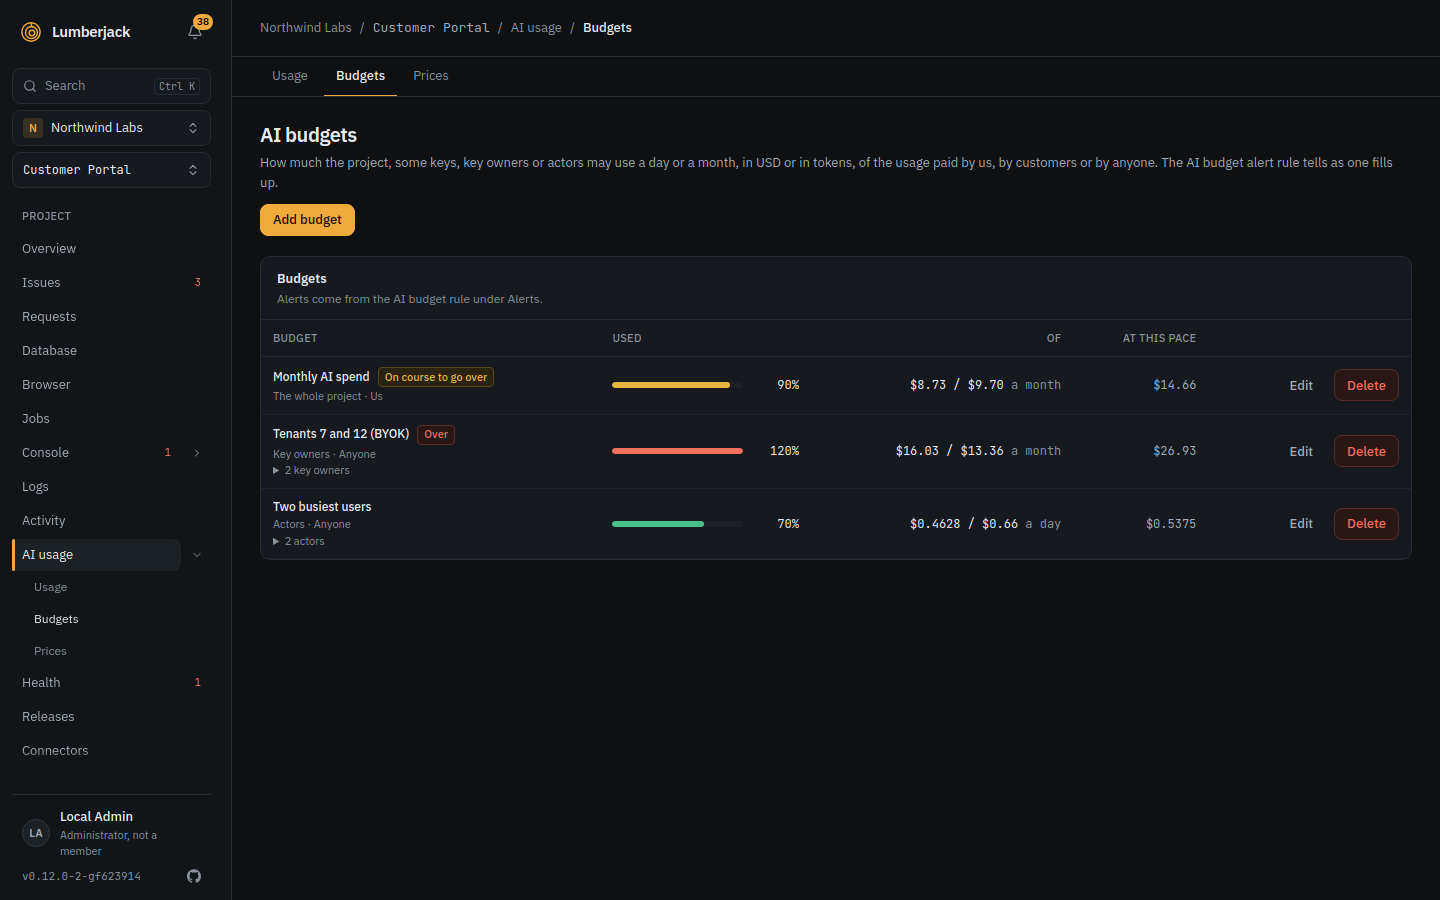 Lumberjack
38
Search
Ctrl K
N
Northwind Labs
Customer Portal
PROJECT
Overview
Issues 3
Requests
Database
Browser
Jobs
Console 1
Logs
Activity
AI usage
Usage
Budgets
Prices
Health 1
Releases
Connectors
LA
Local Admin
Administrator, not a
member
v0.12.0-2-gf623914
Northwind Labs / Customer Portal / AI usage / Budgets
Usage Budgets Prices
AI budgets
How much the project, some keys, key owners or actors may use a day or a month, in USD or in tokens, of the usage paid by us, by customers or by anyone. The AI budget alert rule tells as one fills
up.
Add budget
Budgets
Alerts come from the AI budget rule under Alerts.
BUDGET USED OF AT THIS PACE
Monthly AI spend On course to go over
The whole project · Us
90% $8.73 / $9.70 a month $14.66 Edit Delete
Tenants 7 and 12 (BYOK) Over
Key owners · Anyone
2 key owners
120% $16.03 / $13.36 a month $26.93 Edit Delete
Two busiest users
Actors · Anyone
2 actors
70% $0.4628 / $0.66 a day $0.5375 Edit Delete